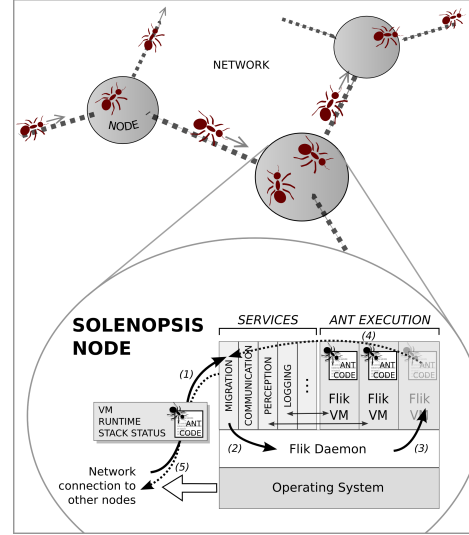 NETWORK
NODE
SOLENOPSIS
NODE
SERVICES
ANT EXECUTION
(4)
(1)
MIGRATION
COMMUNICATION
PERCEPTION
LOGGING
...
ANT
CODE
ANT
CODE
ANT
CODE
Flik
VM
Flik
VM
Flik
VM
VM
RUNTIME
STACK STATUS
ANT
CODE
(2)
Flik Daemon
(3)
(5)
Network
connection to
other nodes
Operating System